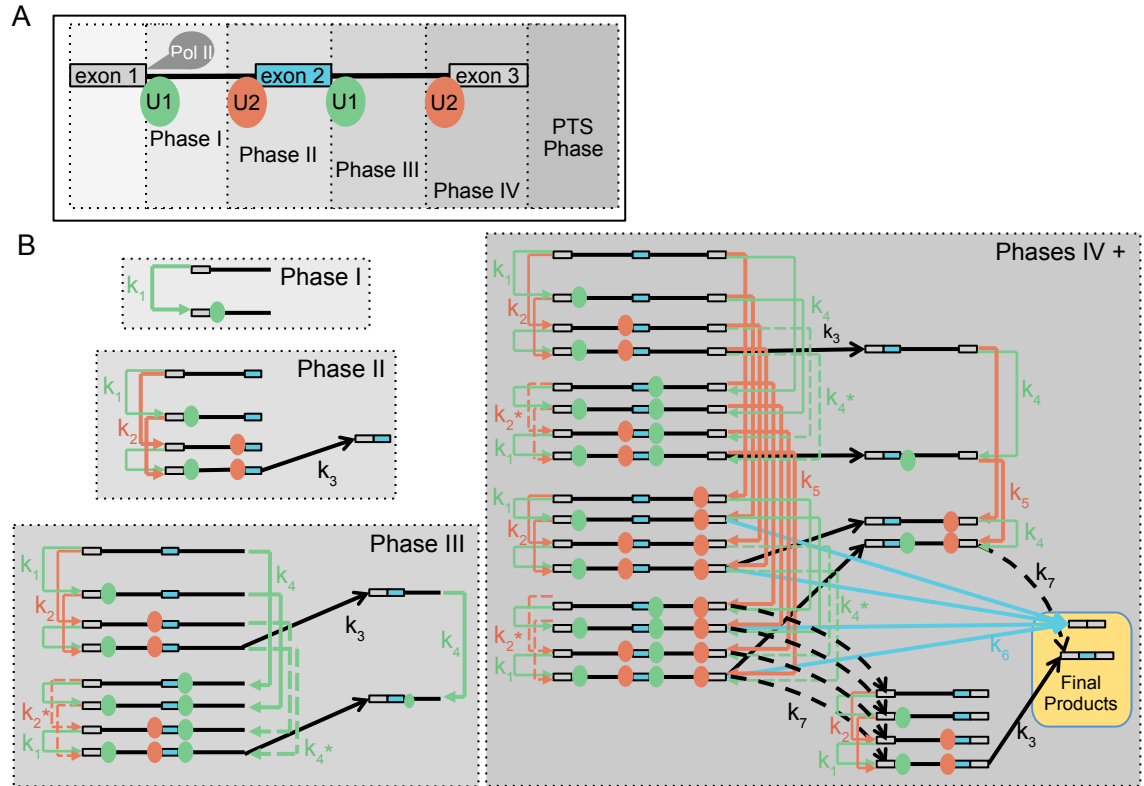 A
Pol II
exon 1
exon 2
exon 3
U1
U2
U1
U2
Phase I
Phase II
Phase III
Phase IV
PTS
Phase
B
Phase I
k1
Phase II
k1
k2
k3
Phase III
k1
k2
k4
k3
k4
k2*
k1
k4*
Phases IV +
k1
k2
k4
k3
k4
k4*
k2*
k1
k5
k5
k4
k1
k2
k7
k4*
k2*
k1
k6
k7
k2
k1
k3
Final
Products